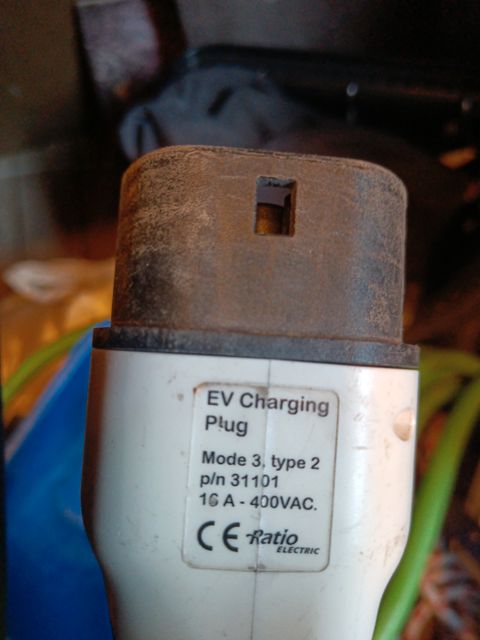 EV Charging
Plug
Mode 3, type 2
p/n 31101
16 A - 400VAC.
CE Ratio
ELECTRIC